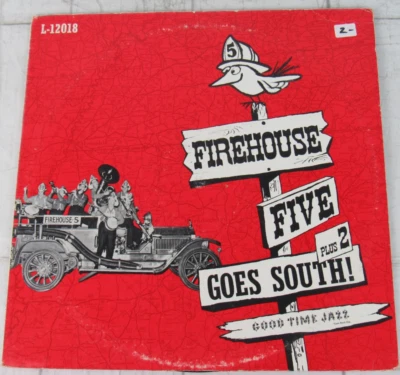 L-12018
2-
5
FIREHOUSE
FIVE
PLUS 2
GOES SOUTH!
GOOD TIME JAZZ
FIREHOUSE-5